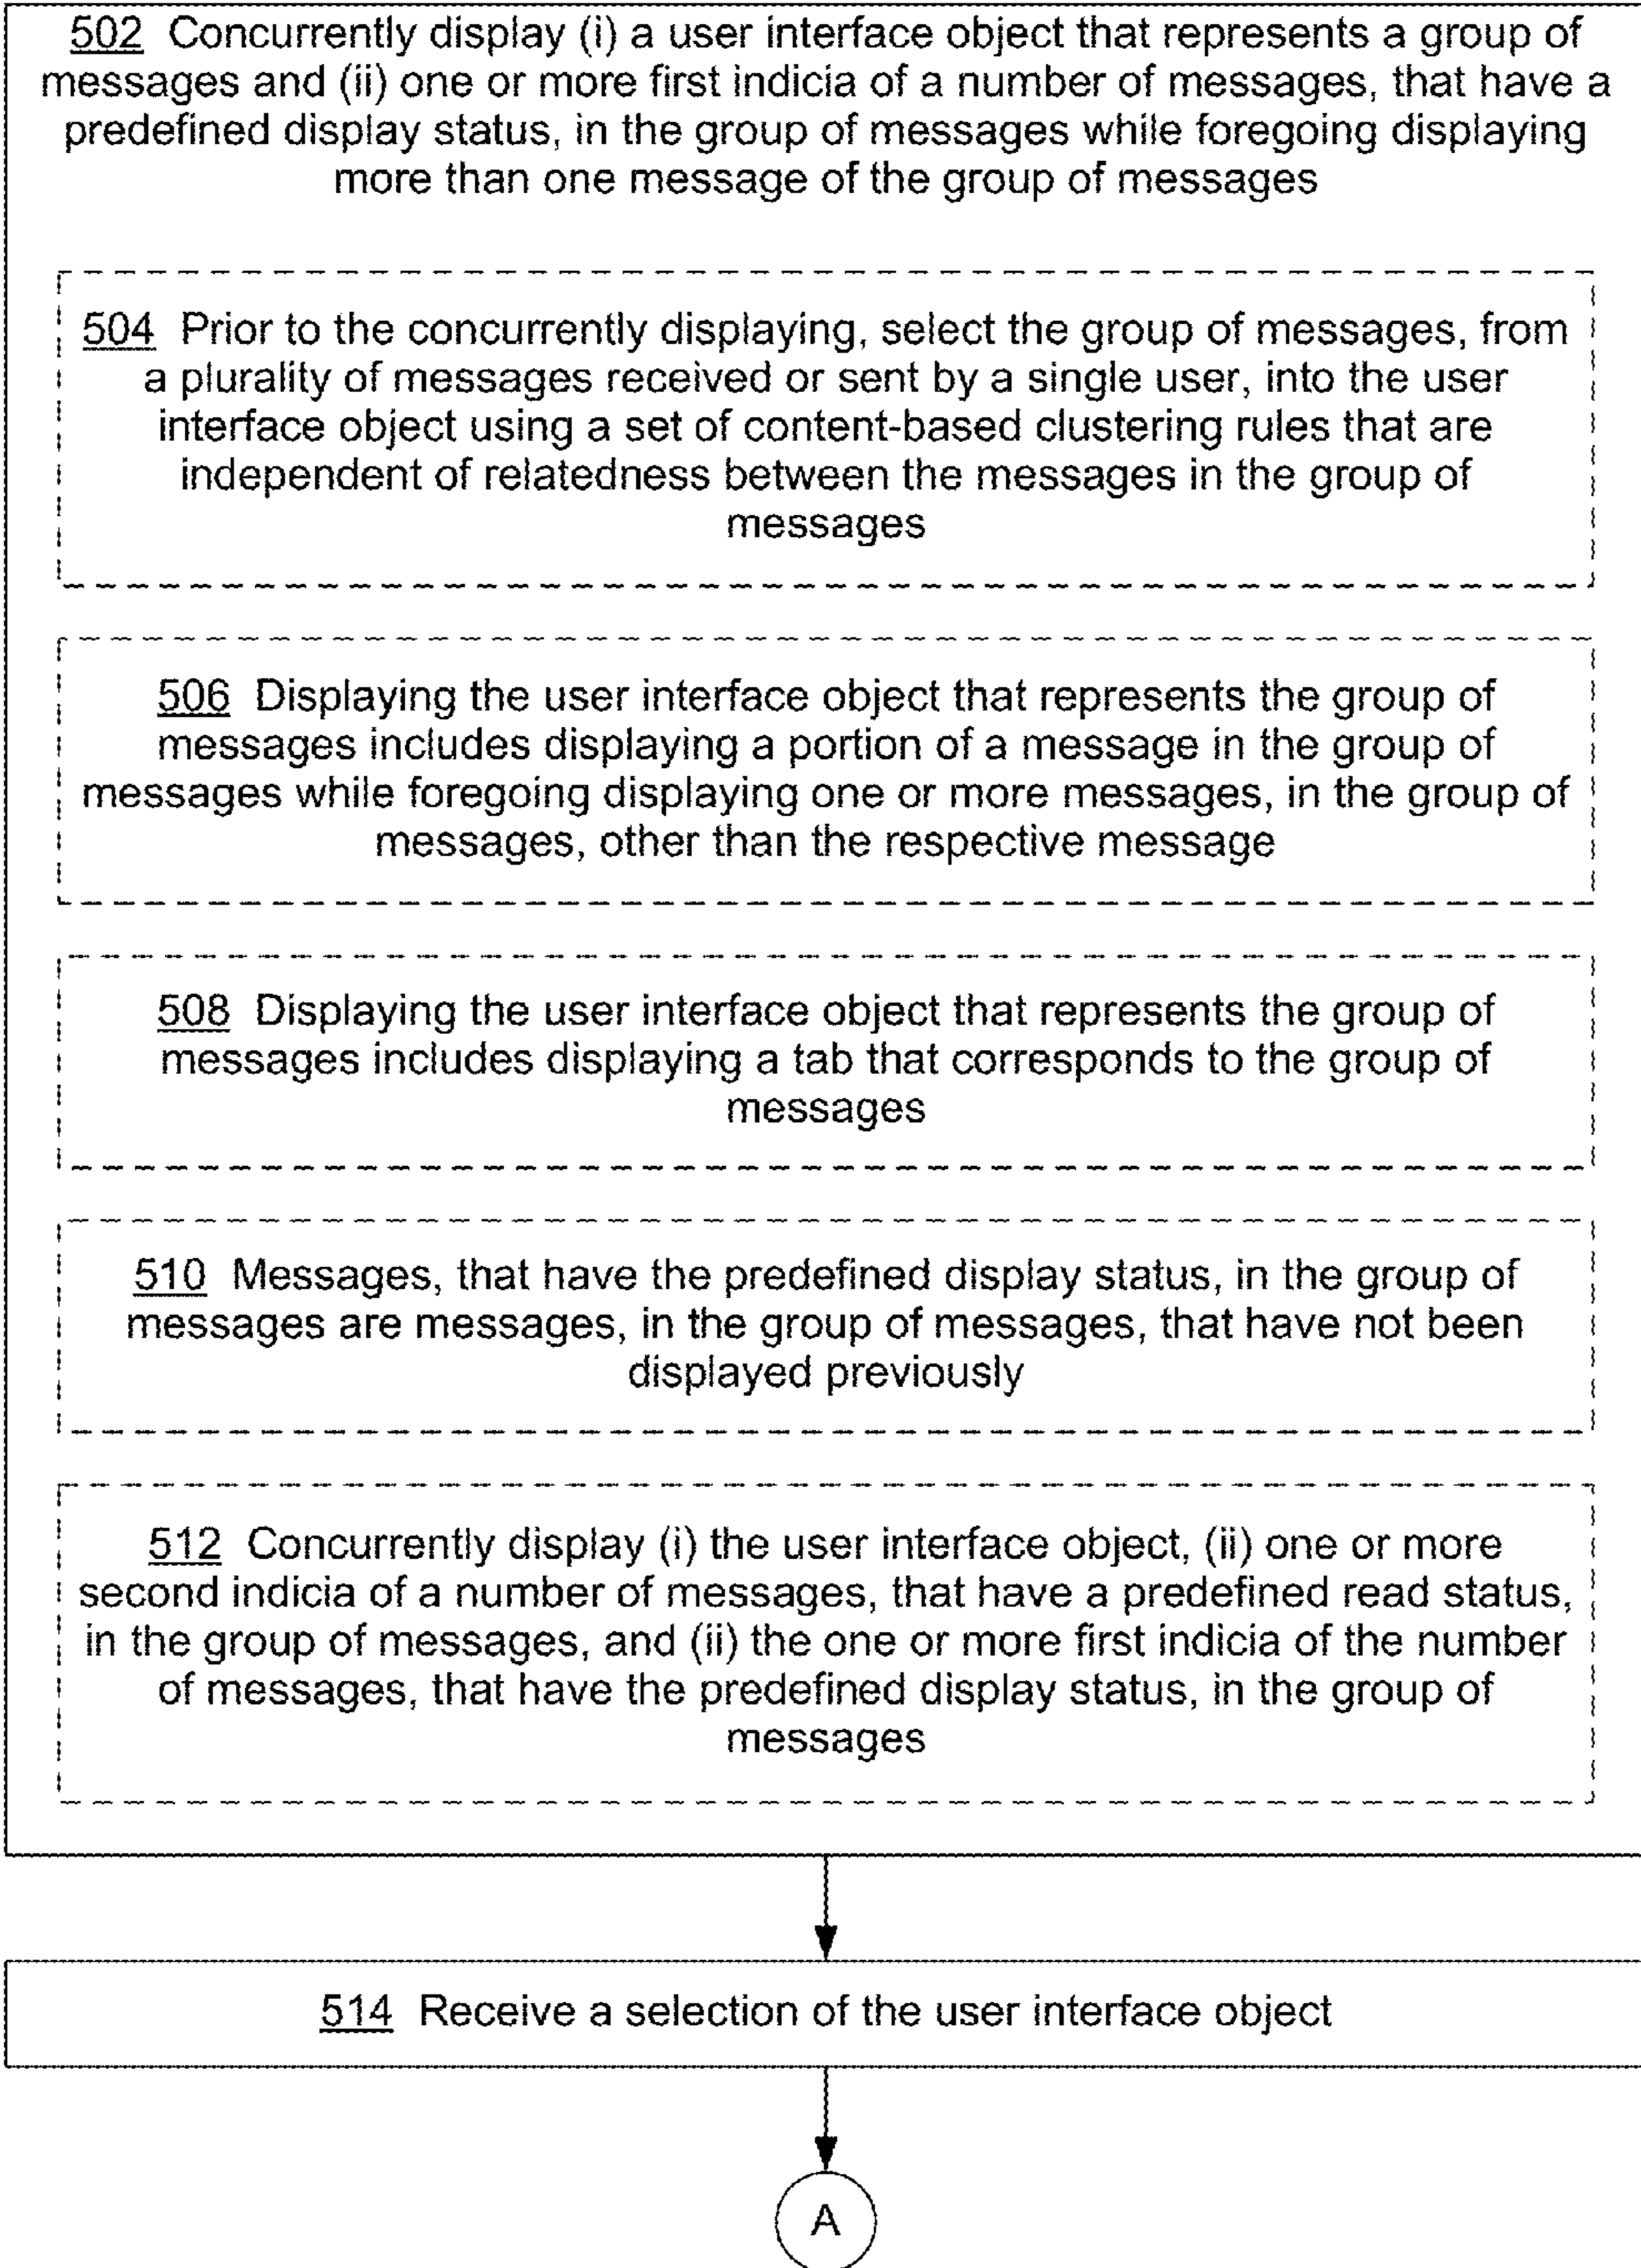 502 Concurrently display (i) a user interface object that represents a group of
messages and (ii) one or more first indicia of a number of messages, that have a
predefined display status, in the group of messages while foregoing displaying
more than one message of the group of messages
504 Prior to the concurrently displaying, select the group of messages, from
a plurality of messages received or sent by a single user, into the user
interface object using a set of content-based clustering rules that are
independent of relatedness between the messages in the group of
messages
506 Displaying the user interface object that represents the group of
messages includes displaying a portion of a message in the group of
messages while foregoing displaying one or more messages, in the group of
messages, other than the respective message
508 Displaying the user interface object that represents the group of
messages includes displaying a tab that corresponds to the group of
messages
510 Messages, that have the predefined display status, in the group of
messages are messages, in the group of messages, that have not been
displayed previously
512 Concurrently display (i) the user interface object, (ii) one or more
second indicia of a number of messages, that have a predefined read status,
in the group of messages, and (ii) the one or more first indicia of the number
of messages, that have the predefined display status, in the group of
messages
514 Receive a selection of the user interface object
A